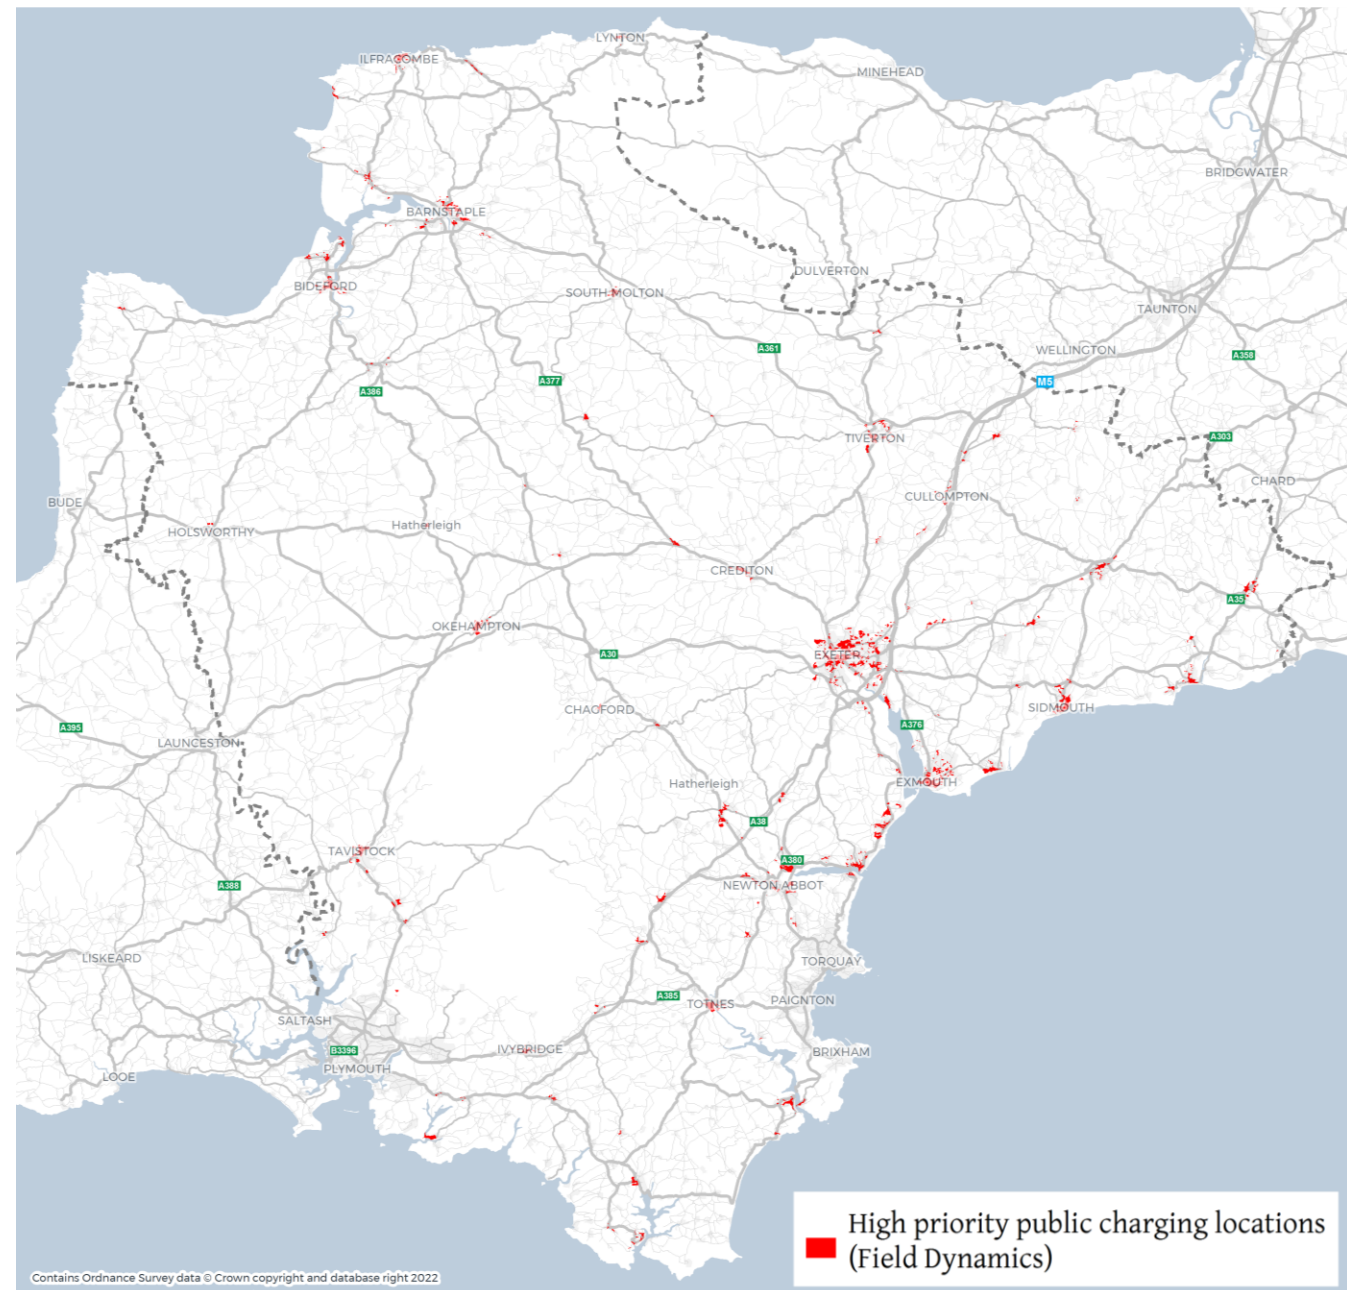 LYNTON
ILFRACOMBE
MINEHEAD
BRIDGWATER
BARNSTAPLE
DULVERTON
BIDEFORD
SOUTH MOLTON
TAUNTON
A361
WELLINGTON
A358
A377
M5
A386
TIVERTON
A303
CHARD
CULLOMPTON
BUDE
HOLSWORTHY
Hatherleigh
CREDITON
A35
OKEHAMPTON
A30
EXETER
CHAGFORD
SIDMOUTH
A395
A376
LAUNCESTON
Hatherleigh
EXMOUTH
A38
TAVISTOCK
A380
A388
NEWTON ABBOT
LISKEARD
TORQUAY
A385
TOTNES
PAIGNTON
SALTASH
B3396
IVYBRIDGE
BRIXHAM
PLYMOUTH
LOOE
High priority public charging locations
(Field Dynamics)
Contains Ordnance Survey data © Crown copyright and database right 2022